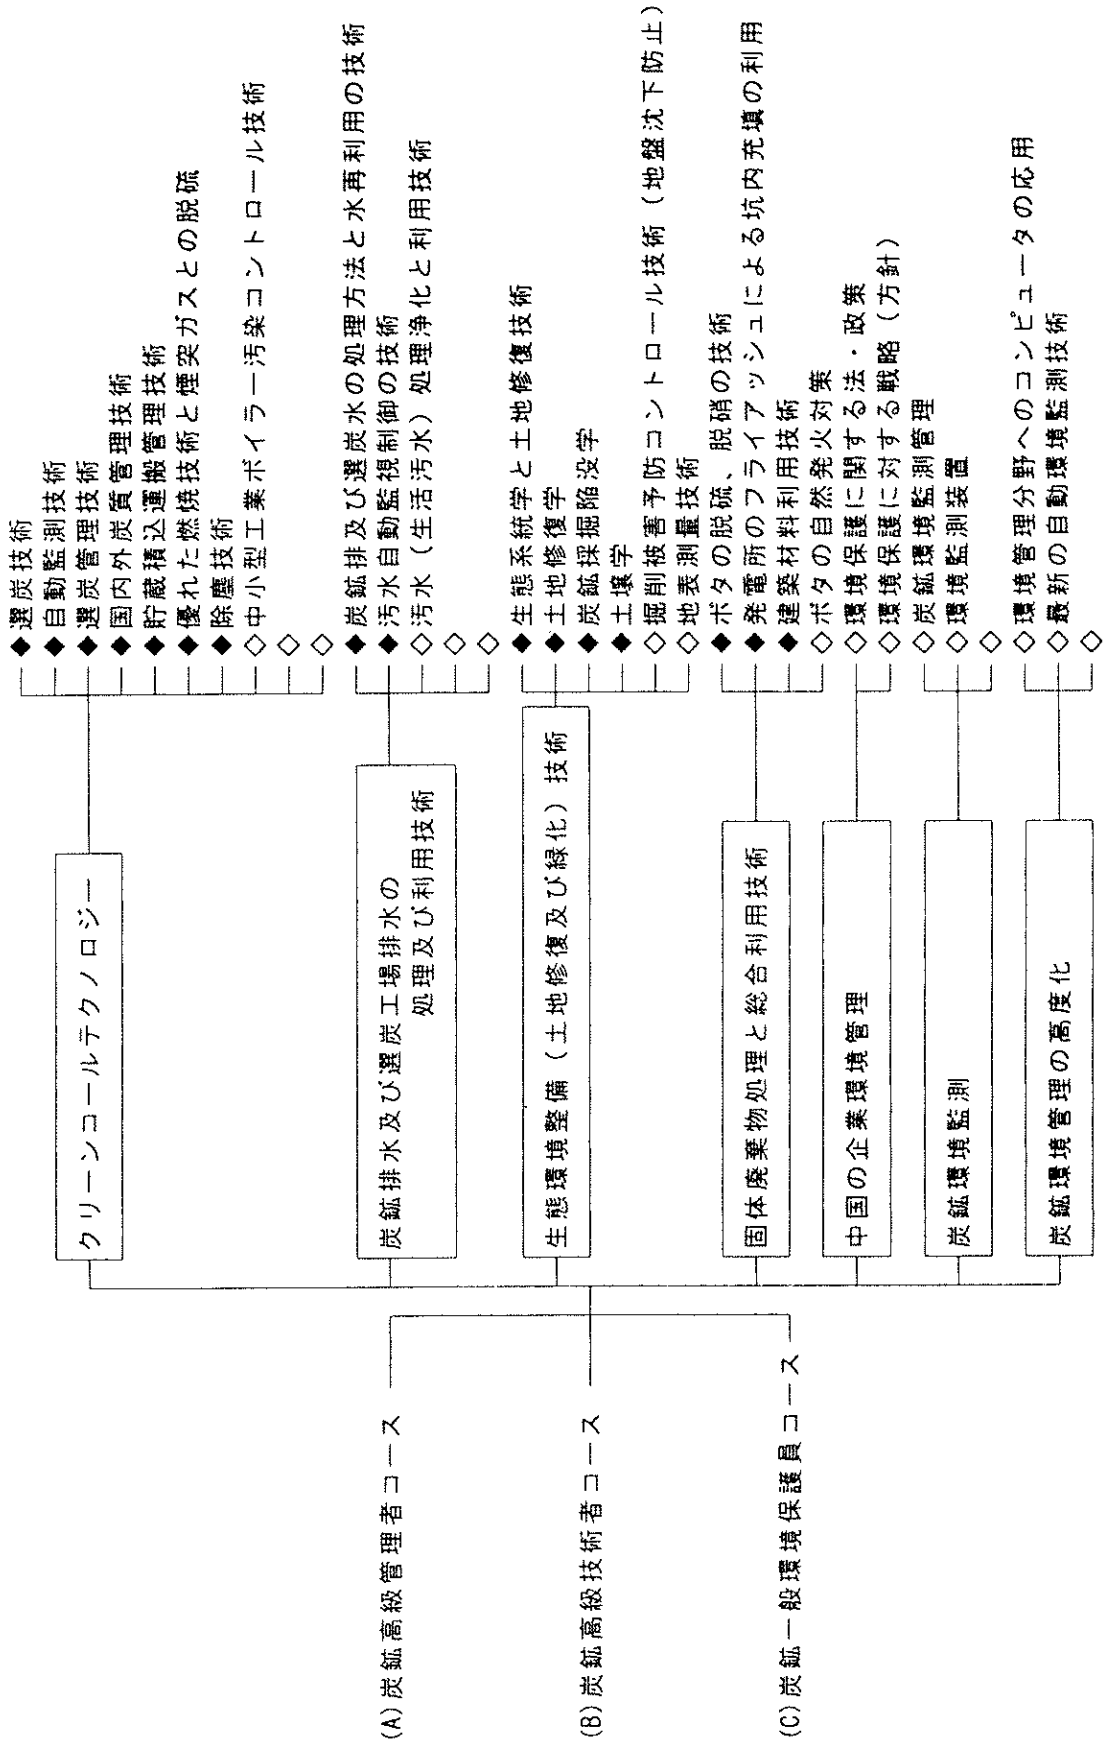 (A)炭鉱高級管理者コース
(B)炭鉱高級技術者コース
(C)炭鉱一般環境保護員コース
クリーンコールテクノロジー
◆選炭技術
◆自動監測技術
◆選炭管理技術
◆国内外炭質管理技術
◆貯蔵積込運搬管理技術
◆優れた燃焼技術と煙突ガスとの脱硫
◆除塵技術
◇中小型工業ボイラー汚染コントロール技術
◇
◇
炭鉱排水及び選炭工場排水の
処理及び利用技術
◆炭鉱排及び選炭水の処理方法と水再利用の技術
◆汚水自動監視制御の技術
◇汚水(生活汚水)処理浄化と利用技術
◇
◇
生態環境整備(土地修復及び緑化)技術
◆生態系統学と土地修復技術
◆土地修復学
◆炭鉱採掘陥没学
◆土壌学
◇掘削被害予防コントロール技術(地盤沈下防止)
◇地表測量技術
固体廃棄物処理と総合利用技術
◆ボタの脱硫、脱硝の技術
◆発電所のフライアッシュによる坑内充填の利用
◆建築材料利用技術
◇ボタの自然発火対策
中国の企業環境管理
◇環境保護に関する法・政策
◇環境保護に対する戦略(方針)
炭鉱環境監測
◇炭鉱環境監測管理
◇環境監測装置
◇
炭鉱環境管理の高度化
◇環境管理分野へのコンピュータの応用
◇最新の自動環境監測技術
◇